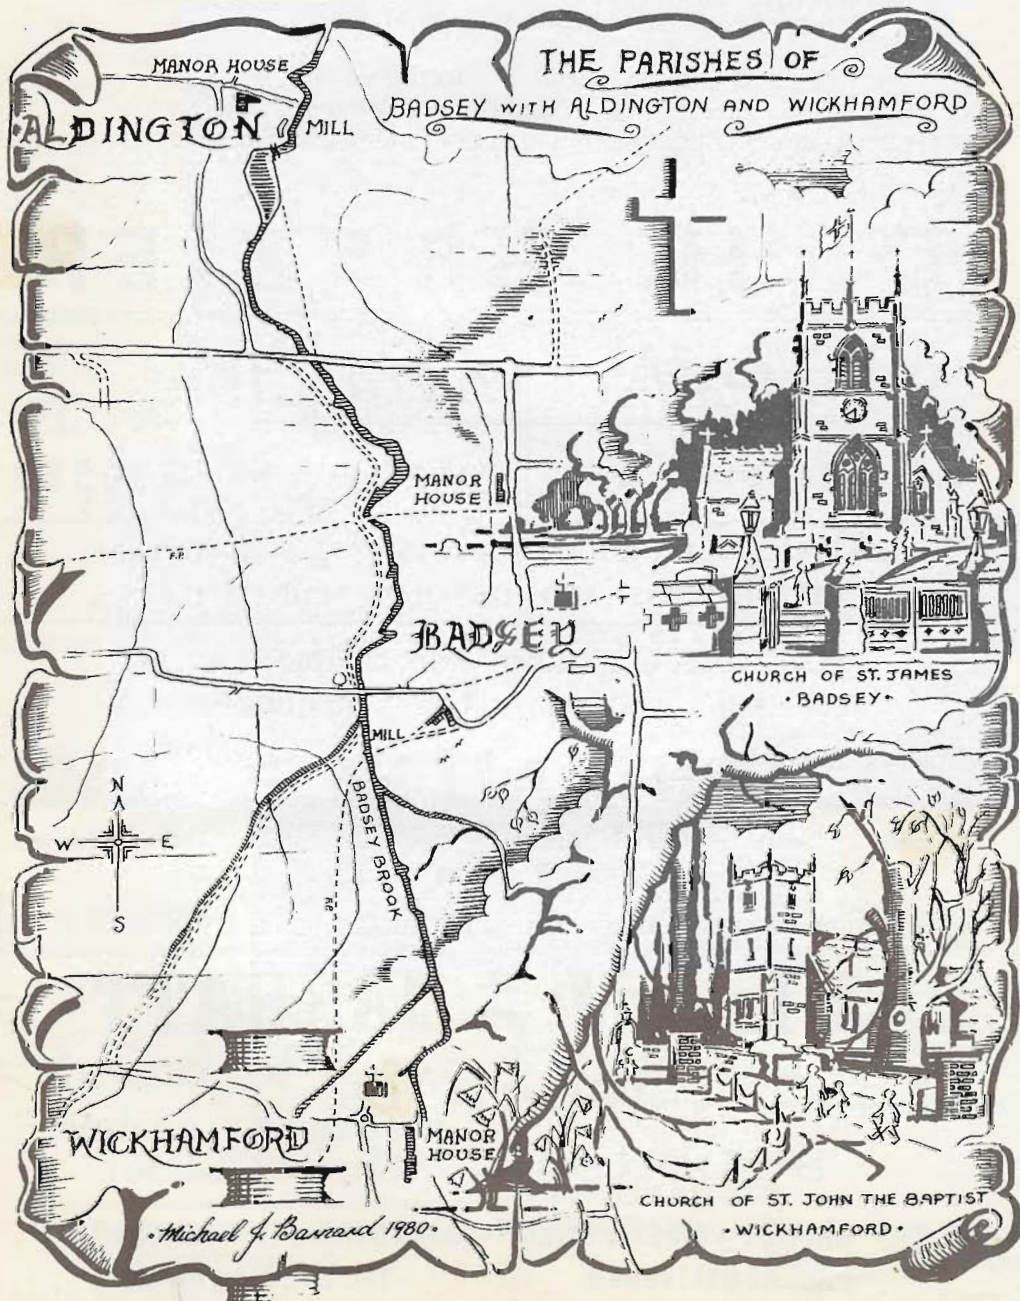 THE PARISHES OF
BADSEY WITH ALDINGTON AND WICKHAMFORD
MANOR HOUSE
ALDINGTON
MILL
MANOR
HOUSE
F.P.
BADSEY
CHURCH OF ST. JAMES
• BADSEY •
MILL
BADSEY BROOK
N
W E
S
F.P.
WICKHAMFORD
MANOR
HOUSE
CHURCH OF ST. JOHN THE BAPTIST
• WICKHAMFORD •
• Michael J. Barnard 1980 •